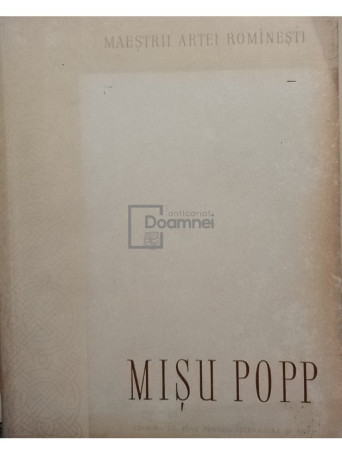 MAEȘTRII ARTEI ROMÎNEȘTI
anticariat
Doamnei
MIȘU POPP